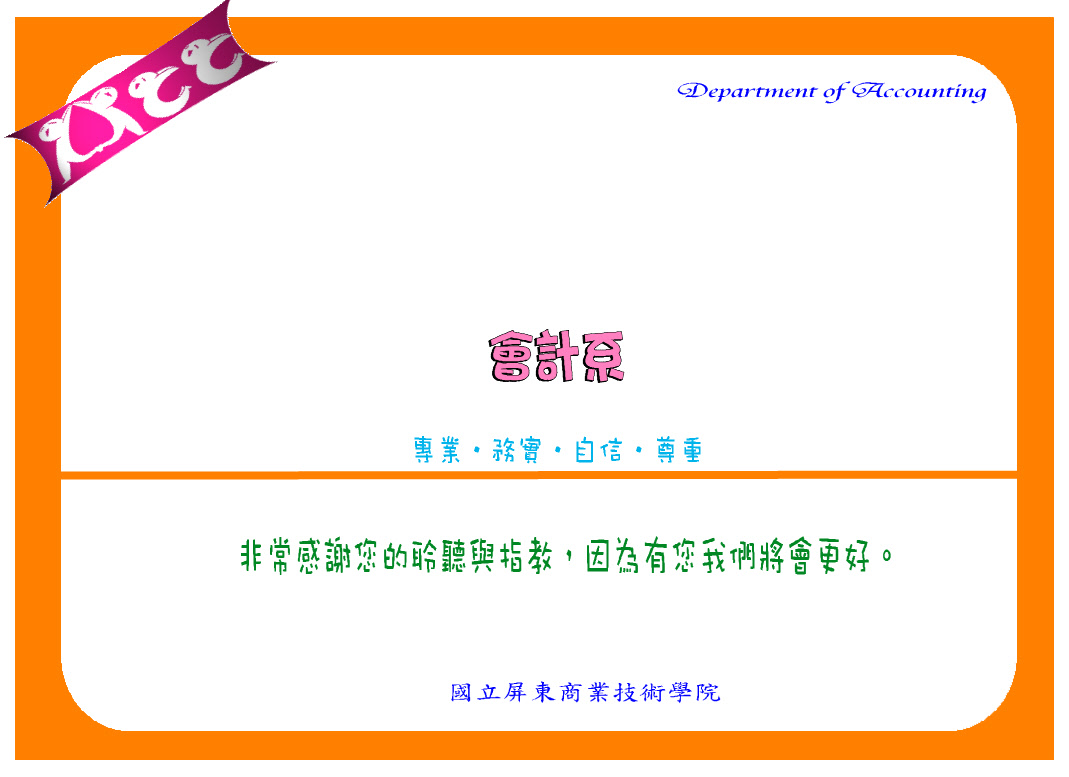 Department of Accounting
會計系
專業・務實・自信・尊重
非常感謝您的聆聽與指教，因為有您我們將會更好。
國立屏東商業技術學院